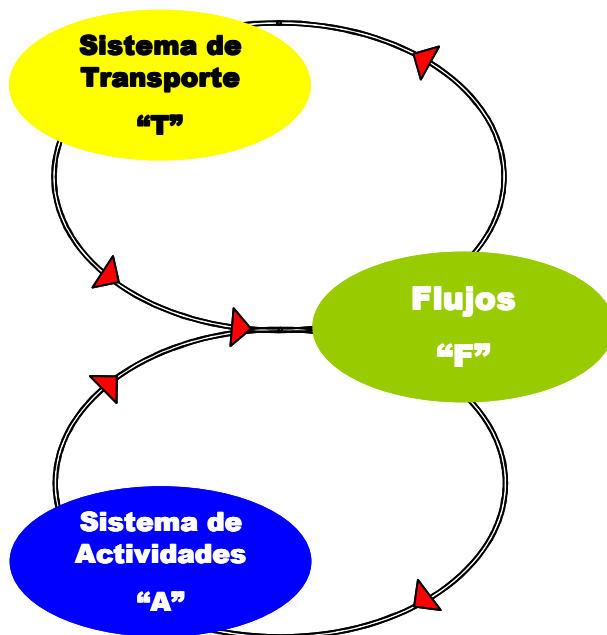 Sistema de
Transporte
“T”
Flujos
“F”
Sistema de
Actividades
“A”